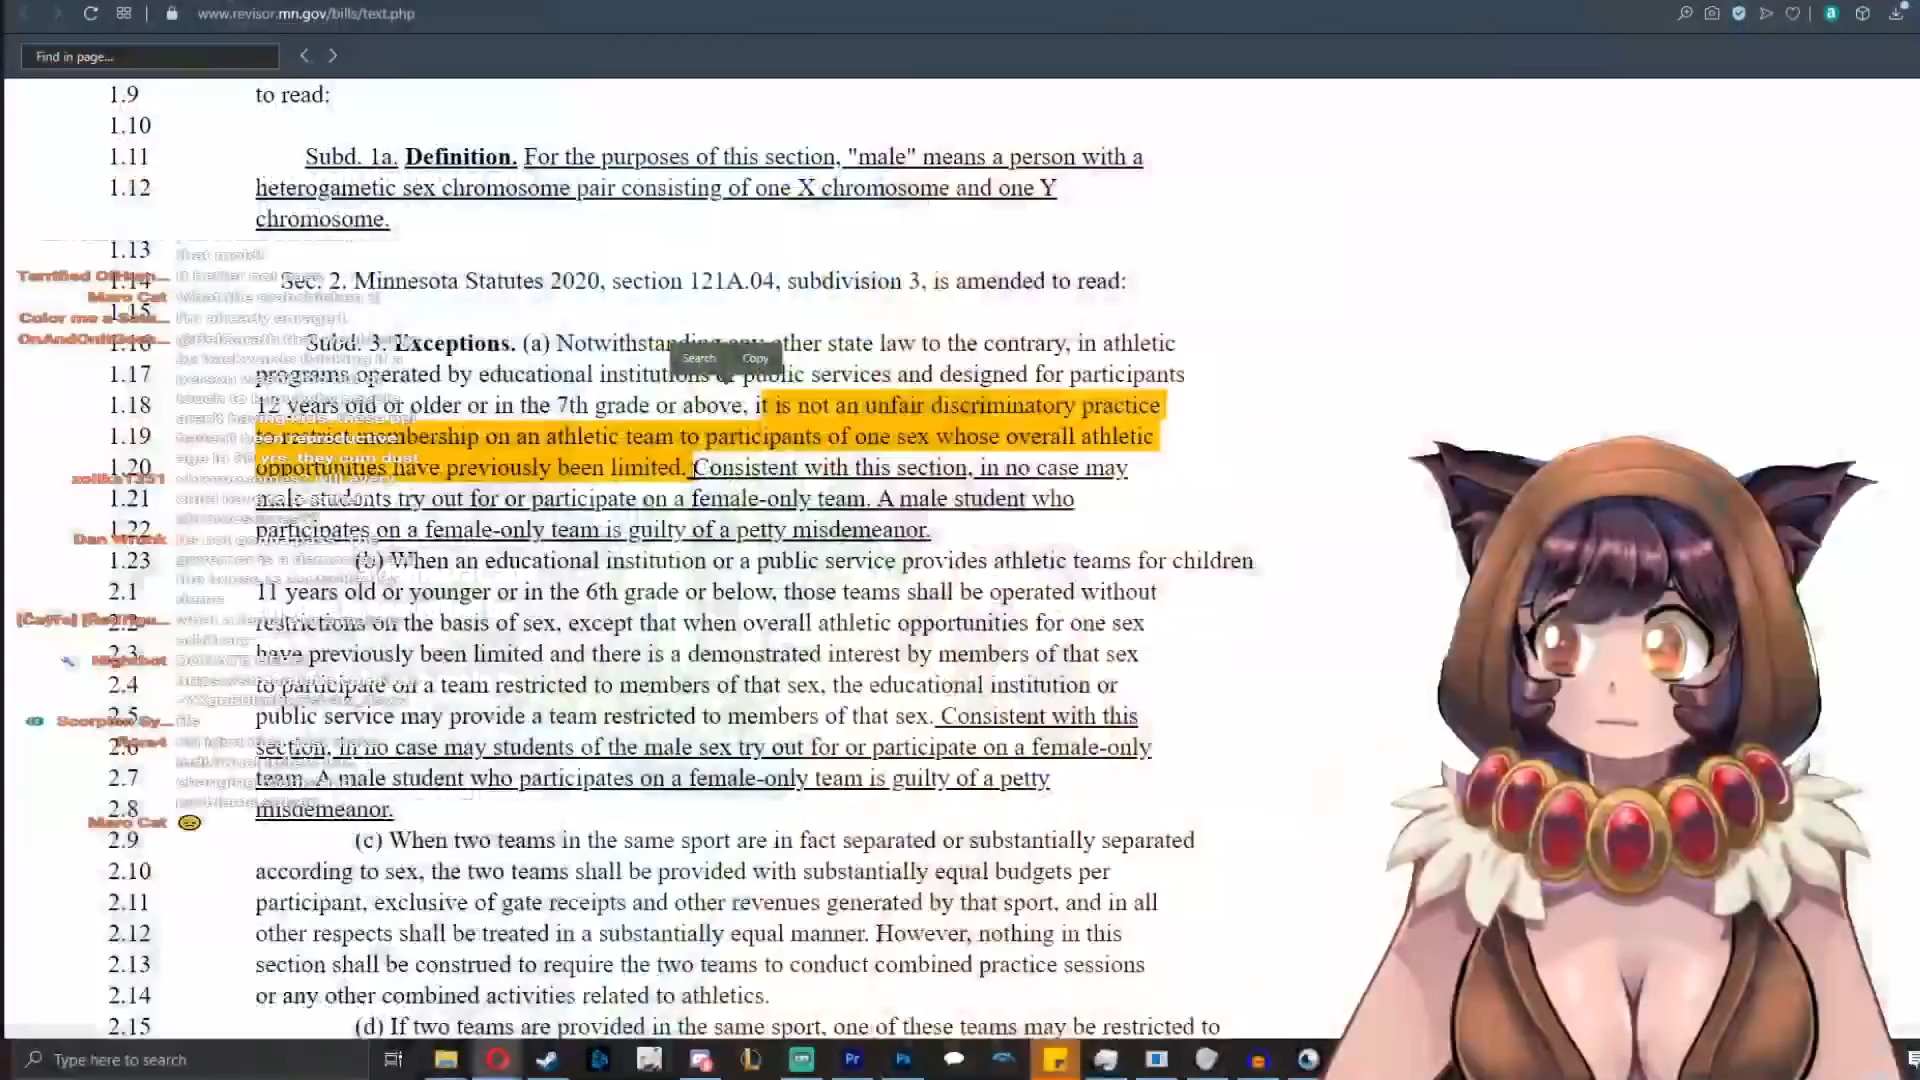 www.revisor.mn.gov/bills/text.php
Find in page...
1.9 to read:
1.10
1.11 Subd. 1a. Definition. For the purposes of this section, "male" means a person with a
1.12 heterogametic sex chromosome pair consisting of one X chromosome and one Y
chromosome.
1.13
1.14 Sec. 2. Minnesota Statutes 2020, section 121A.04, subdivision 3, is amended to read:
1.15
1.16 Subd. 3. Exceptions. (a) Notwithstanding any other state law to the contrary, in athletic
Search Copy
1.17 programs operated by educational institutions or public services and designed for participants
1.18 12 years old or older or in the 7th grade or above, it is not an unfair discriminatory practice
1.19 to restrict membership on an athletic team to participants of one sex whose overall athletic
1.20 opportunities have previously been limited. Consistent with this section, in no case may
1.21 male students try out for or participate on a female-only team. A male student who
1.22 participates on a female-only team is guilty of a petty misdemeanor.
1.23 (b) When an educational institution or a public service provides athletic teams for children
2.1 11 years old or younger or in the 6th grade or below, those teams shall be operated without
2.2 restrictions on the basis of sex, except that when overall athletic opportunities for one sex
2.3 have previously been limited and there is a demonstrated interest by members of that sex
2.4 to participate on a team restricted to members of that sex, the educational institution or
2.5 public service may provide a team restricted to members of that sex. Consistent with this
2.6 section, in no case may students of the male sex try out for or participate on a female-only
2.7 team. A male student who participates on a female-only team is guilty of a petty
2.8 misdemeanor.
2.9 (c) When two teams in the same sport are in fact separated or substantially separated
2.10 according to sex, the two teams shall be provided with substantially equal budgets per
2.11 participant, exclusive of gate receipts and other revenues generated by that sport, and in all
2.12 other respects shall be treated in a substantially equal manner. However, nothing in this
2.13 section shall be construed to require the two teams to conduct combined practice sessions
2.14 or any other combined activities related to athletics.
2.15 (d) If two teams are provided in the same sport, one of these teams may be restricted to
that mold!
Maro Cat
I'm already enraged.
been reproductive
yrs. they cum dust
zolika1351
Dan Wronk
Nightbot
Maro Cat
Type here to search